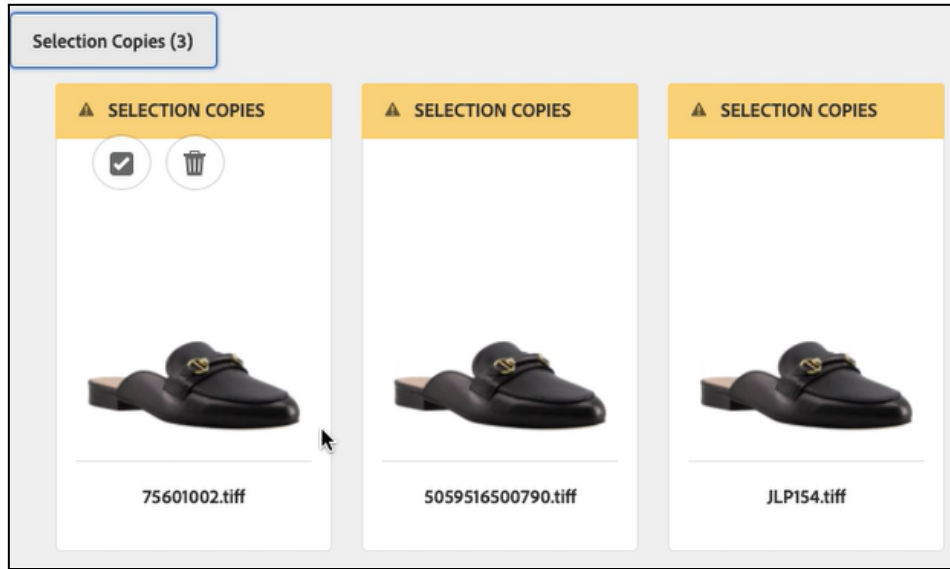 Selection Copies (3)
SELECTION COPIES
SELECTION COPIES
SELECTION COPIES
75601002.tiff
5059516500790.tiff
JLP154.tiff